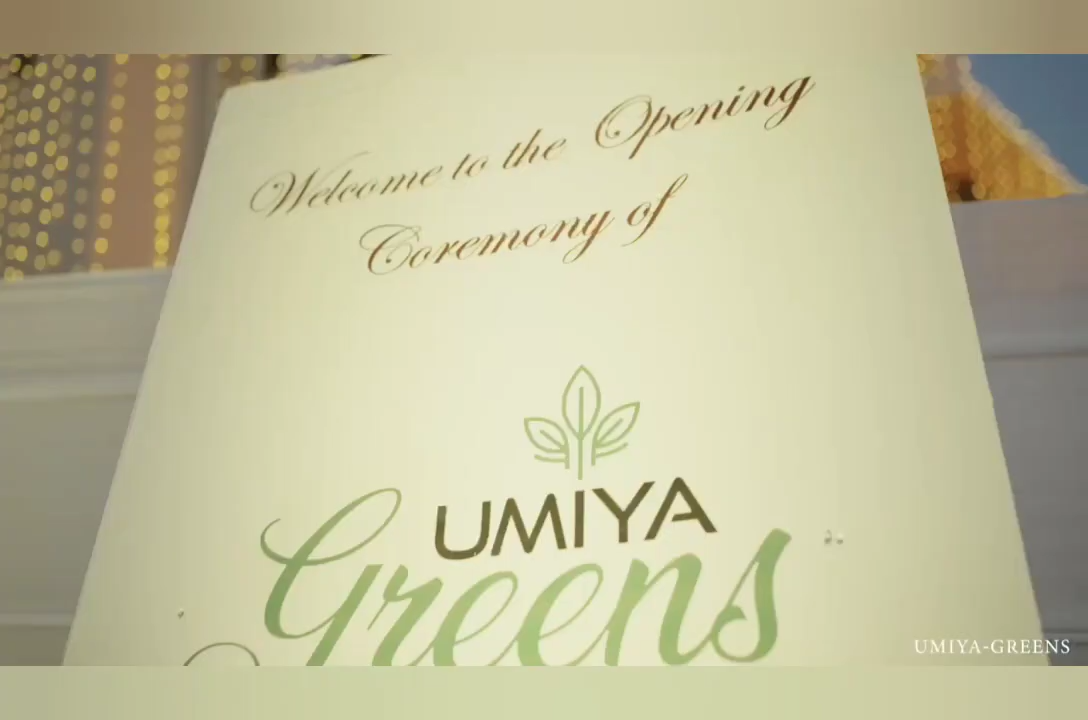 Welcome to the Opening
Coremony of
UMIYA
Greens
UMIYA-GREENS